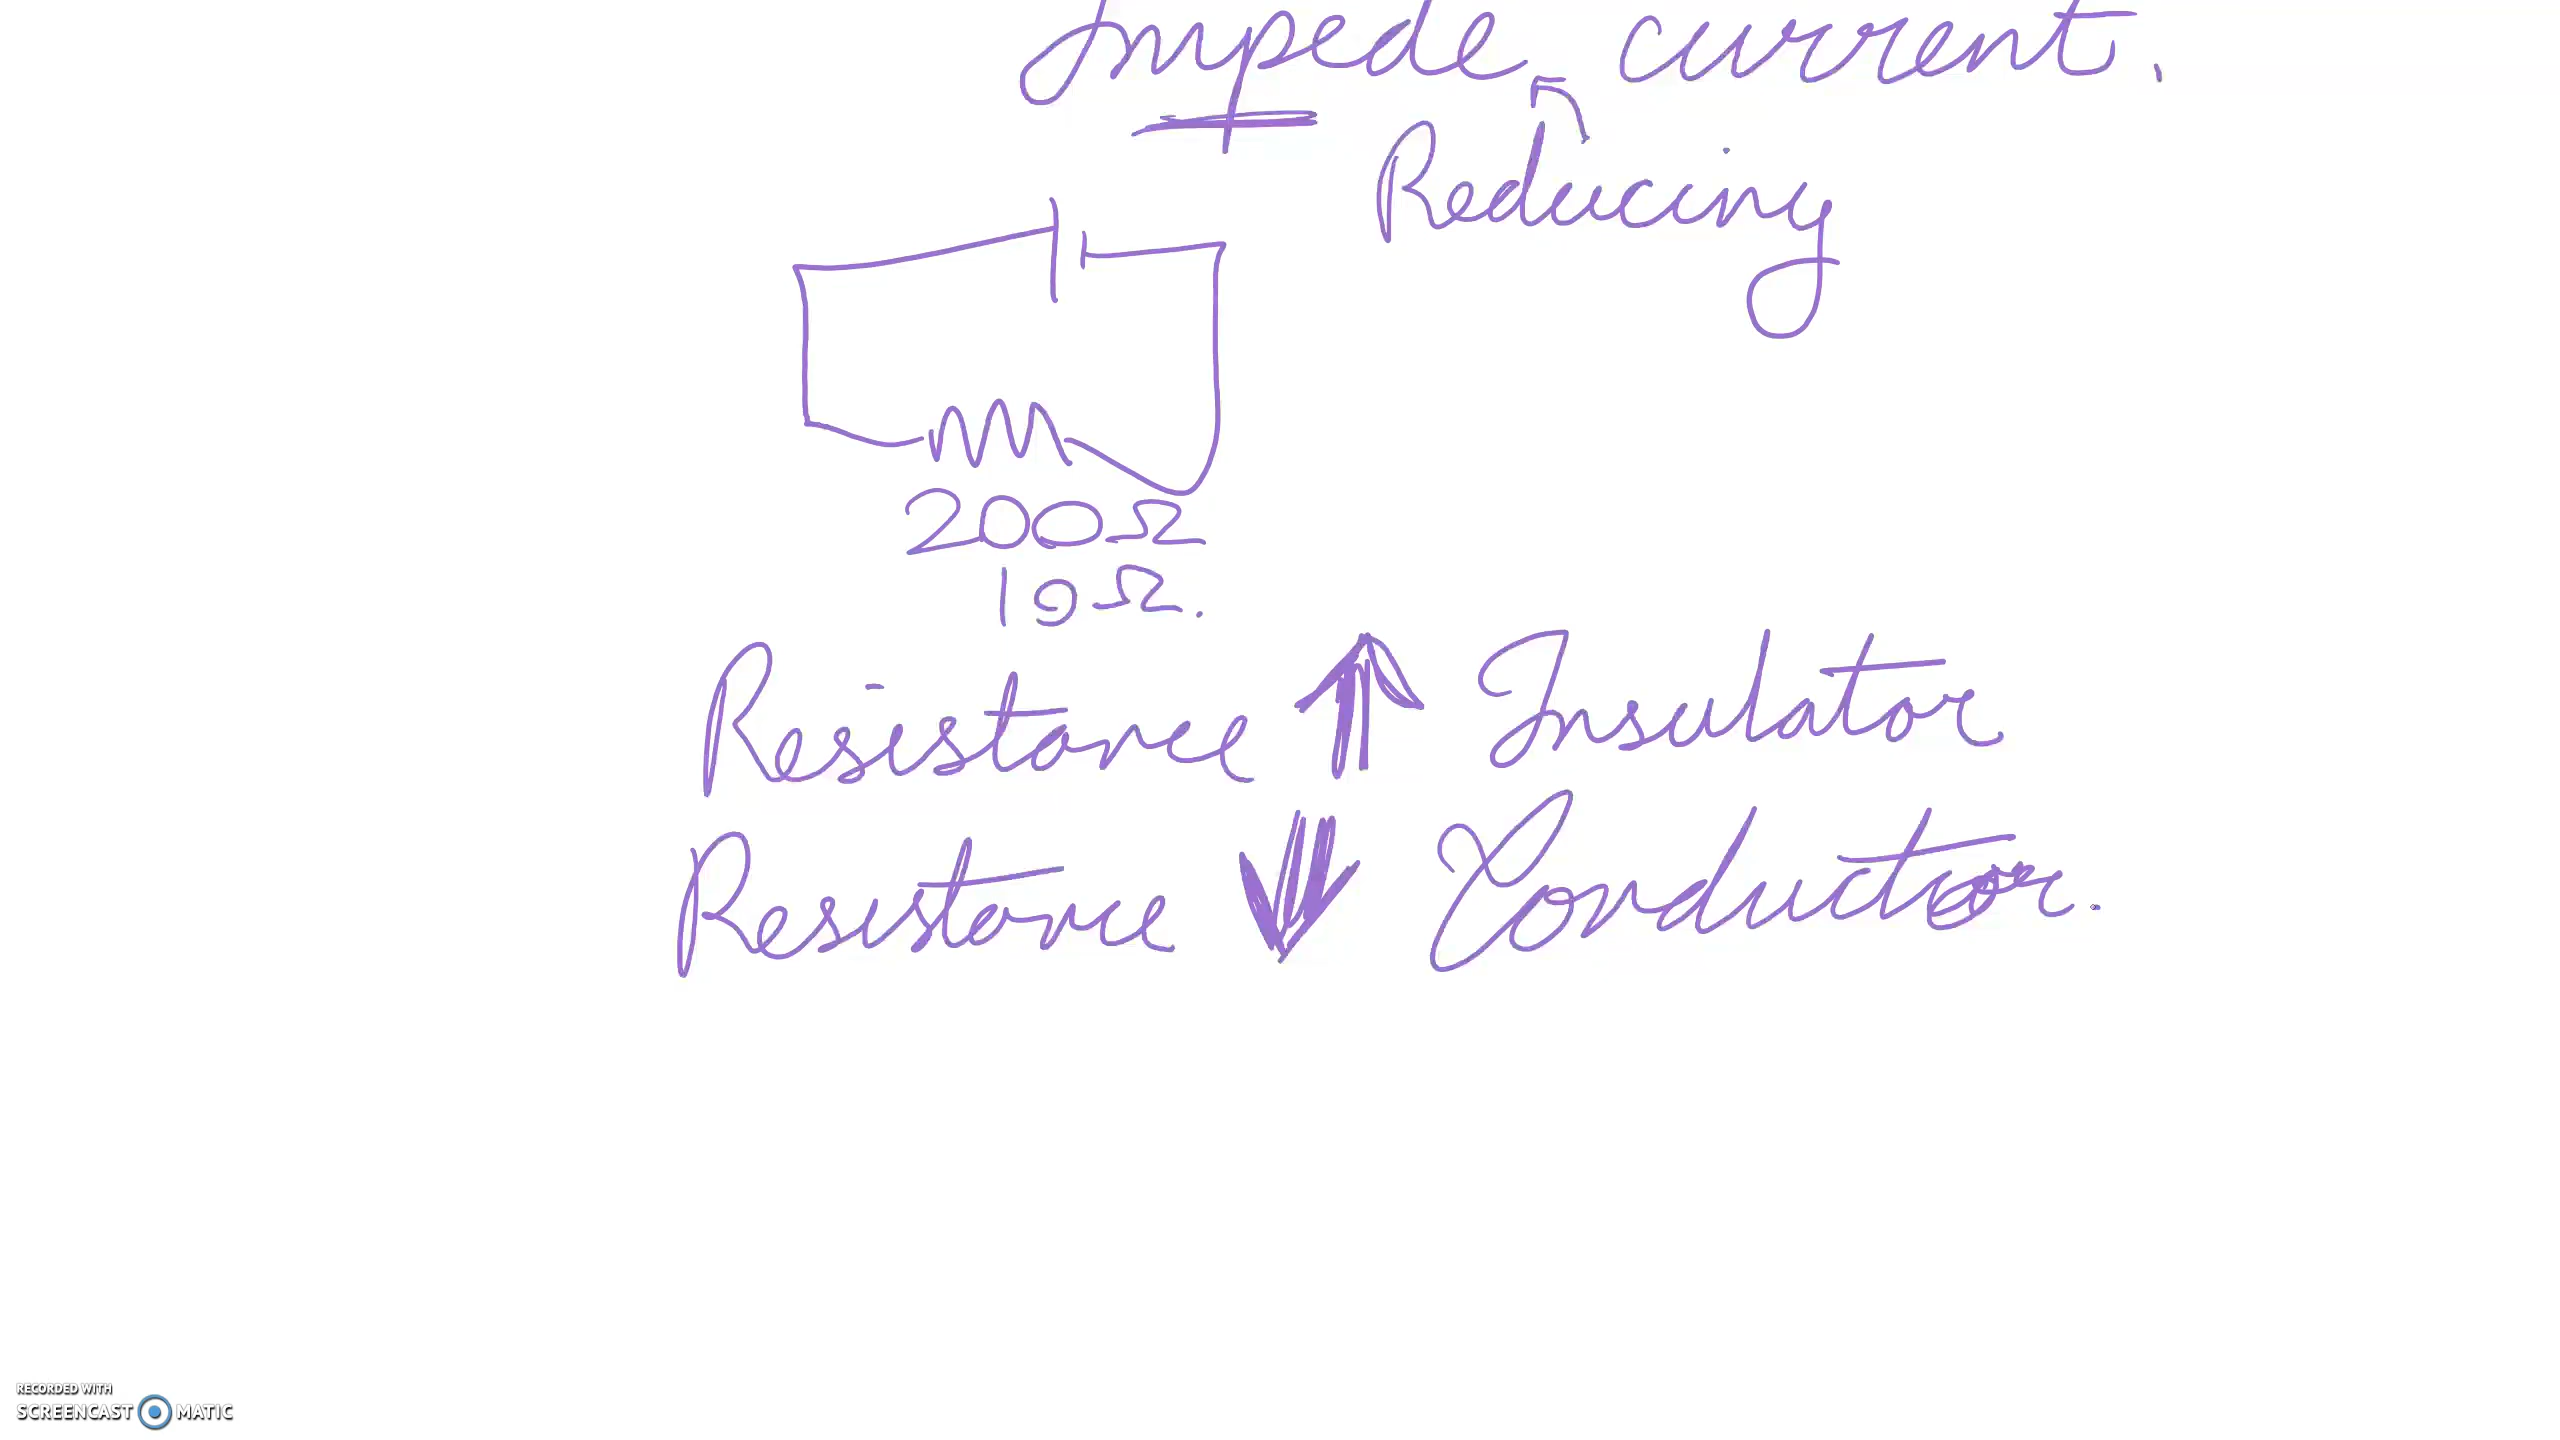 Impede current.
Reducing
200Ω
10Ω.
Resistance ↑ Insulator
Resistance ↓ Conductor.
RECORDED WITH
SCREENCAST MATIC